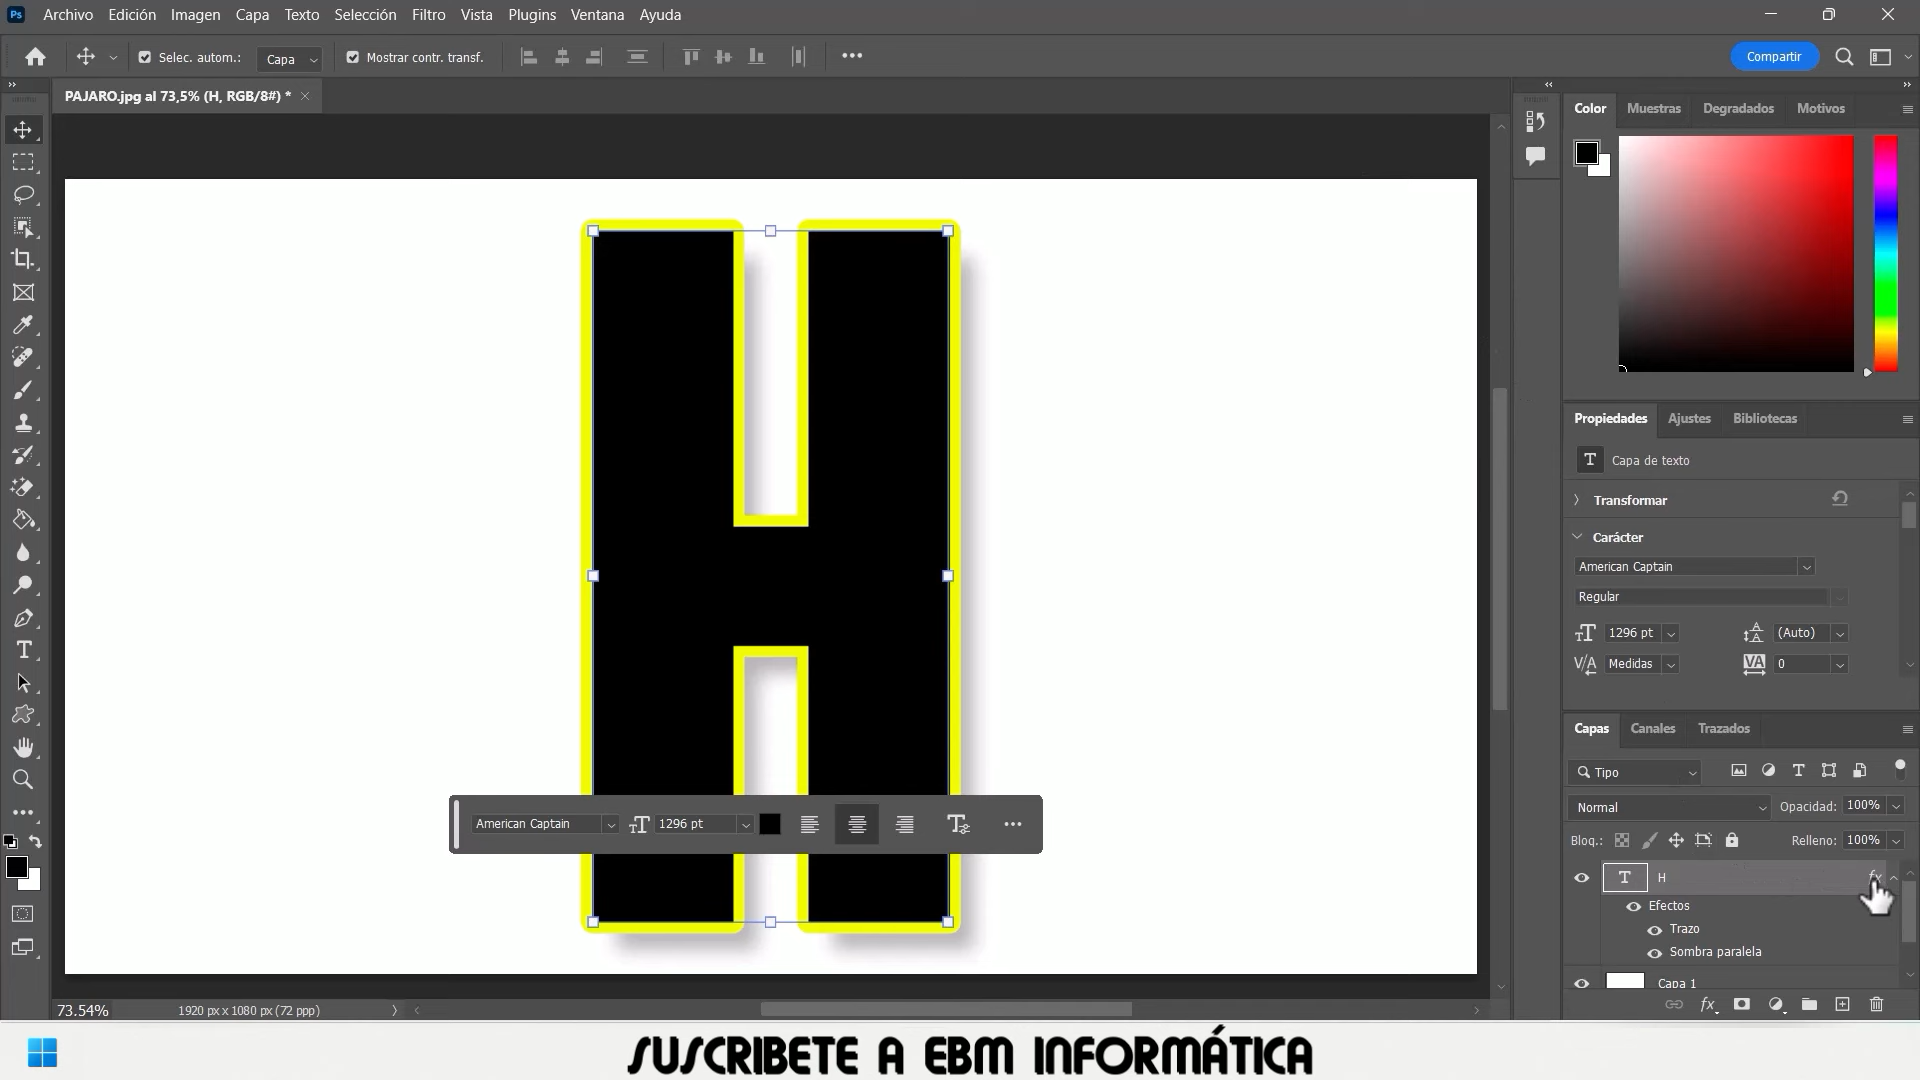 Ps Archivo Edición Imagen Capa Texto Selección Filtro Vista Plugins Ventana Ayuda
Selec. autom.: Capa Mostrar contr. transf. Compartir
PAJARO.jpg al 73,5% (H, RGB/8#) *
Color Muestras Degradados Motivos
H
Propiedades Ajustes Bibliotecas
T Capa de texto
Transformar
Carácter
American Captain
Regular
1296 pt (Auto)
Medidas 0
Capas Canales Trazados
Tipo
Normal Opacidad: 100%
Bloq.: Relleno: 100%
American Captain 1296 pt
T H fx
Efectos
Trazo
Sombra paralela
Capa 1
73.54% 1920 px x 1080 px (72 ppp)
SUSCRIBETE A EBM INFORMÁTICA